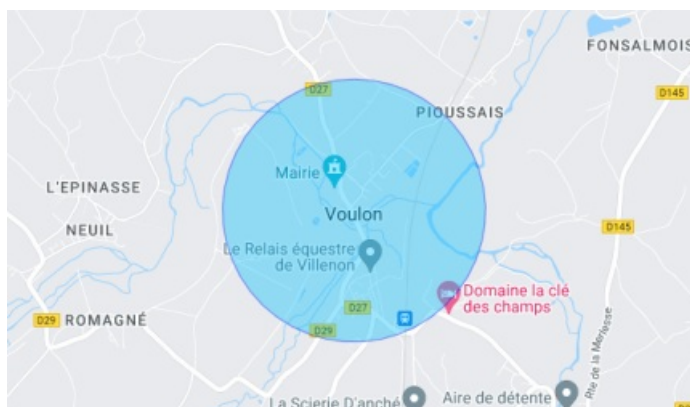 FONSALMOIS
D27
D145
PIOUSSAIS
Mairie
L'EPINASSE
Voulon
NEUIL
D145
Le Relais équestre
de Villenon
Domaine la clé
des champs
D27
D29
ROMAGNÉ
D29
Rte de la Merlesse
La Scierie D'anché
Aire de détente